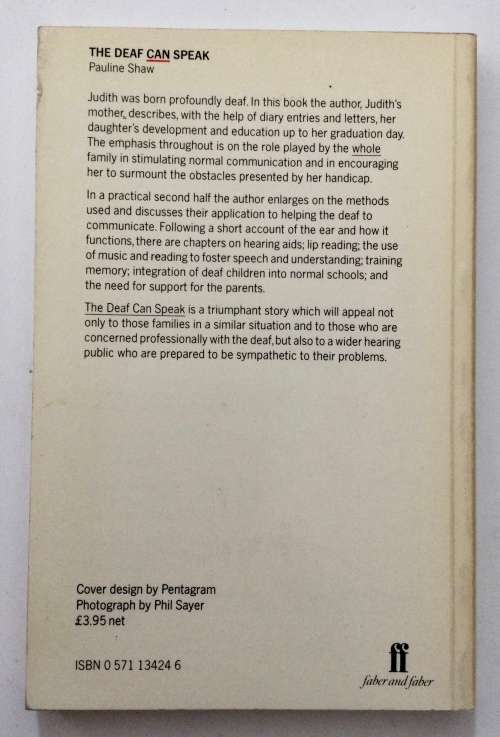 THE DEAF CAN SPEAK
Pauline Shaw
Judith was born profoundly deaf. In this book the author, Judith's
mother, describes, with the help of diary entries and letters, her
daughter's development and education up to her graduation day.
The emphasis throughout is on the role played by the whole
family in stimulating normal communication and in encouraging
her to surmount the obstacles presented by her handicap.
In a practical second half the author enlarges on the methods
used and discusses their application to helping the deaf to
communicate. Following a short account of the ear and how it
functions, there are chapters on hearing aids; lip reading; the use
of music and reading to foster speech and understanding; training
memory; integration of deaf children into normal schools; and
the need for support for the parents.
The Deaf Can Speak is a triumphant story which will appeal not
only to those families in a similar situation and to those who are
concerned professionally with the deaf, but also to a wider hearing
public who are prepared to be sympathetic to their problems.
Cover design by Pentagram
Photograph by Phil Sayer
£3.95 net
ISBN 0 571 13424 6
ff
faber and faber